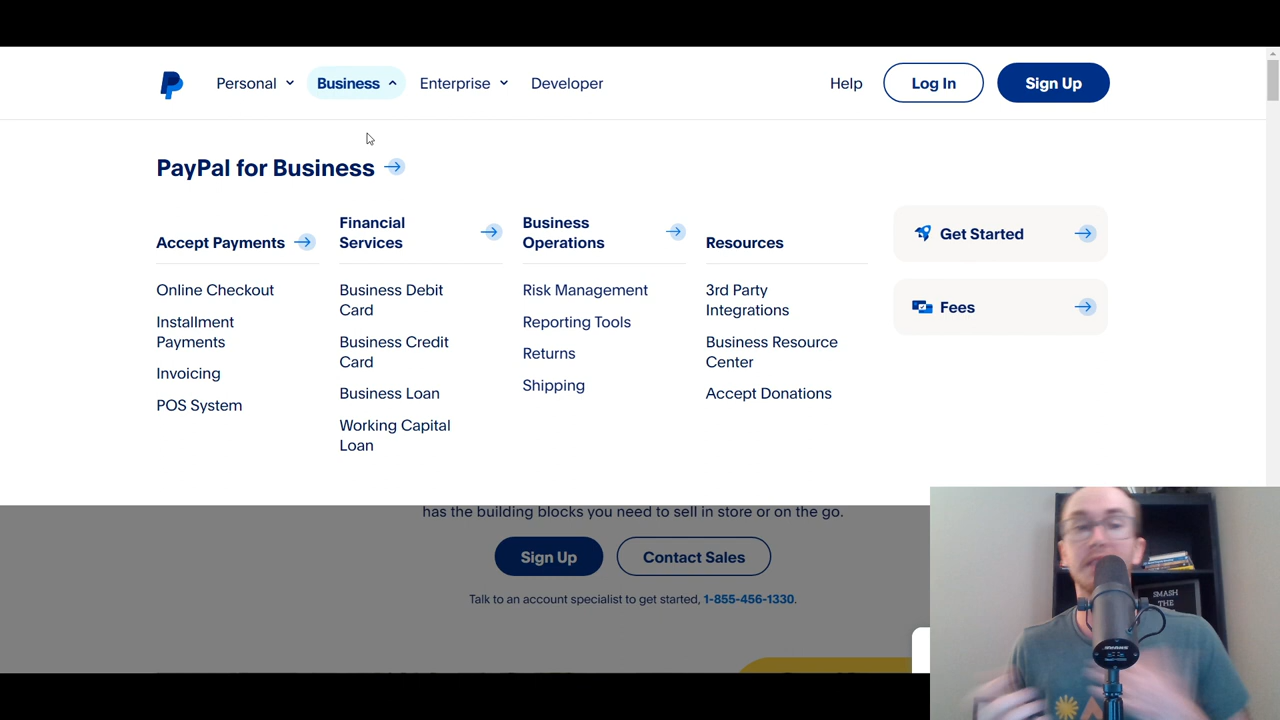 Personal
Business
Enterprise
Developer
Help
Log In
Sign Up
PayPal for Business
Accept Payments
Online Checkout
Installment
Payments
Invoicing
POS System
Financial
Services
Business Debit
Card
Business Credit
Card
Business Loan
Working Capital
Loan
Business
Operations
Risk Management
Reporting Tools
Returns
Shipping
Resources
3rd Party
Integrations
Business Resource
Center
Accept Donations
Get Started
Fees
has the building blocks you need to sell in store or on the go.
Sign Up
Contact Sales
Talk to an account specialist to get started, 1-855-456-1330.
SMASH
THE
SHURE